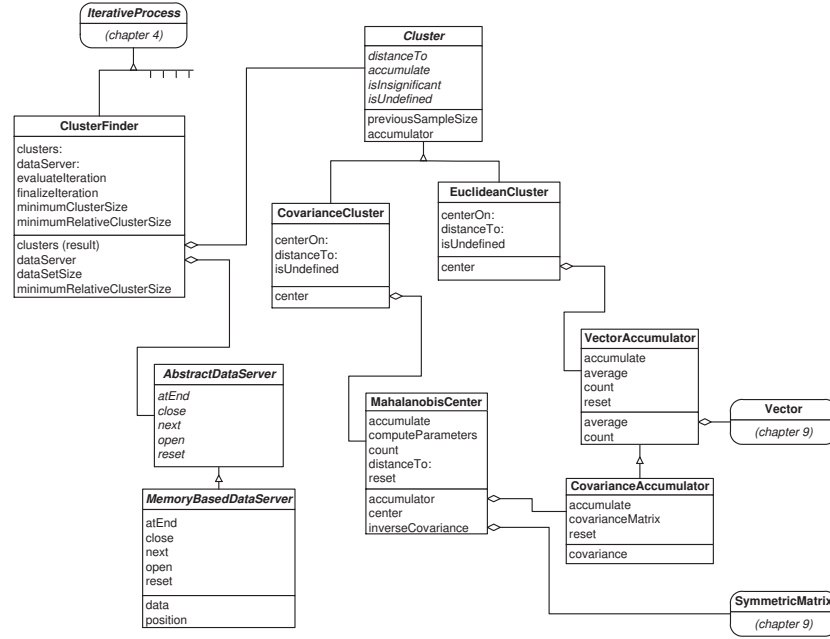 IterativeProcess
(chapter 4)
Cluster
distanceTo
accumulate
isInsignificant
isUndefined
previousSampleSize
accumulator
ClusterFinder
clusters:
dataServer:
evaluateIteration
finalizeIteration
minimumClusterSize
minimumRelativeClusterSize
clusters (result)
dataServer
dataSetSize
minimumRelativeClusterSize
CovarianceCluster
centerOn:
distanceTo:
isUndefined
center
EuclideanCluster
centerOn:
distanceTo:
isUndefined
center
VectorAccumulator
accumulate
average
count
reset
average
count
AbstractDataServer
atEnd
close
next
open
reset
MahalanobisCenter
accumulate
computeParameters
count
distanceTo:
reset
accumulator
center
inverseCovariance
Vector
(chapter 9)
CovarianceAccumulator
accumulate
covarianceMatrix
reset
covariance
MemoryBasedDataServer
atEnd
close
next
open
reset
data
position
SymmetricMatrix
(chapter 9)